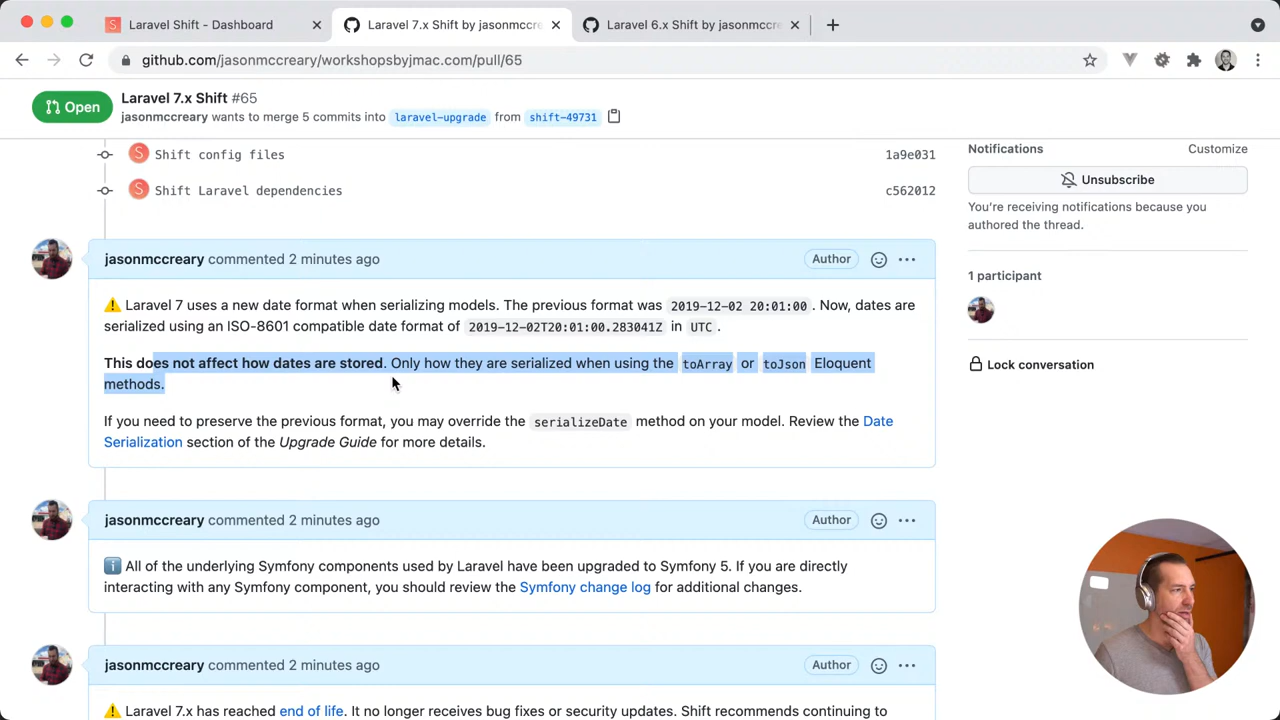 Laravel Shift - Dashboard
Laravel 7.x Shift by jasonmccre
Laravel 6.x Shift by jasonmccre
github.com/jasonmccreary/workshopsbyjmac.com/pull/65
Open
Laravel 7.x Shift #65
jasonmccreary wants to merge 5 commits into laravel-upgrade from shift-49731
Shift config files 1a9e031
Shift Laravel dependencies c562012
Notifications Customize
Unsubscribe
You're receiving notifications because you
authored the thread.
1 participant
Lock conversation
jasonmccreary commented 2 minutes ago Author
⚠️ Laravel 7 uses a new date format when serializing models. The previous format was 2019-12-02 20:01:00 . Now, dates are
serialized using an ISO-8601 compatible date format of 2019-12-02T20:01:00.283041Z in UTC .
This does not affect how dates are stored. Only how they are serialized when using the toArray or toJson Eloquent
methods.
If you need to preserve the previous format, you may override the serializeDate method on your model. Review the Date
Serialization section of the Upgrade Guide for more details.
jasonmccreary commented 2 minutes ago Author
ℹ️ All of the underlying Symfony components used by Laravel have been upgraded to Symfony 5. If you are directly
interacting with any Symfony component, you should review the Symfony change log for additional changes.
jasonmccreary commented 2 minutes ago Author
⚠️ Laravel 7.x has reached end of life. It no longer receives bug fixes or security updates. Shift recommends continuing to